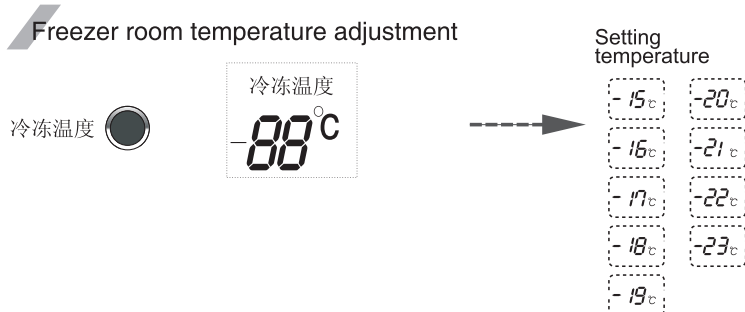 Freezer room temperature adjustment
Setting
temperature
冷冻温度
冷冻温度
-88°C
-15℃
-16℃
-17℃
-18℃
-19℃
-20℃
-21℃
-22℃
-23℃